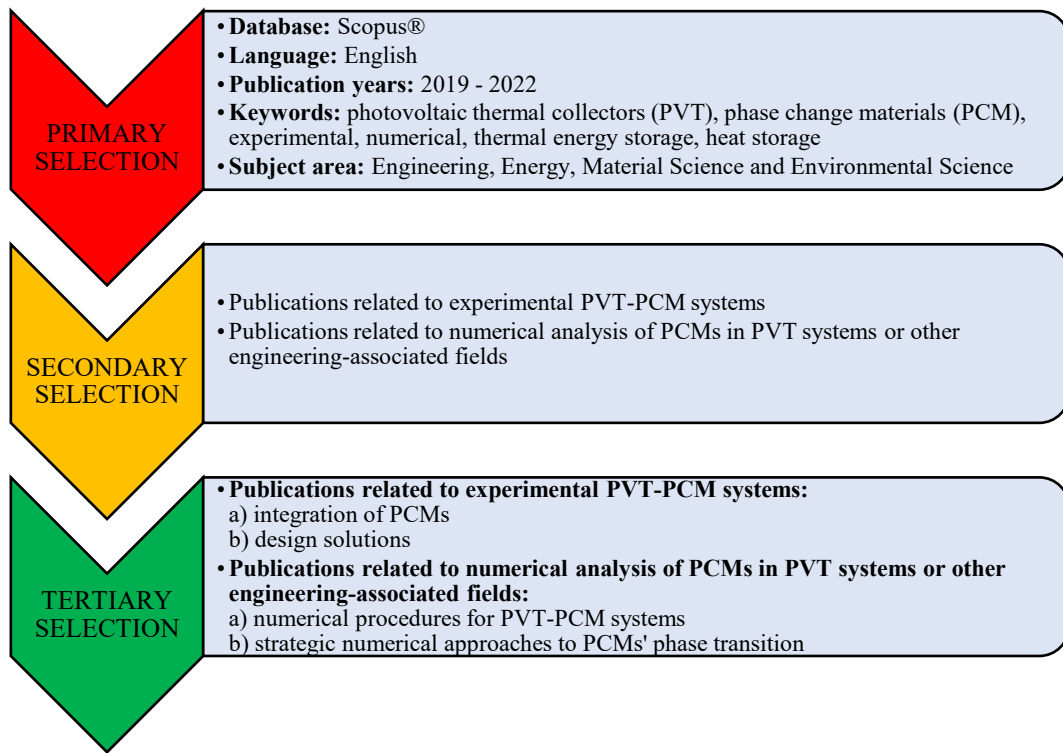 PRIMARY
SELECTION
• Database: Scopus®
• Language: English
• Publication years: 2019 - 2022
• Keywords: photovoltaic thermal collectors (PVT), phase change materials (PCM),
experimental, numerical, thermal energy storage, heat storage
• Subject area: Engineering, Energy, Material Science and Environmental Science
SECONDARY
SELECTION
• Publications related to experimental PVT-PCM systems
• Publications related to numerical analysis of PCMs in PVT systems or other
engineering-associated fields
TERTIARY
SELECTION
• Publications related to experimental PVT-PCM systems:
a) integration of PCMs
b) design solutions
• Publications related to numerical analysis of PCMs in PVT systems or other
engineering-associated fields:
a) numerical procedures for PVT-PCM systems
b) strategic numerical approaches to PCMs' phase transition